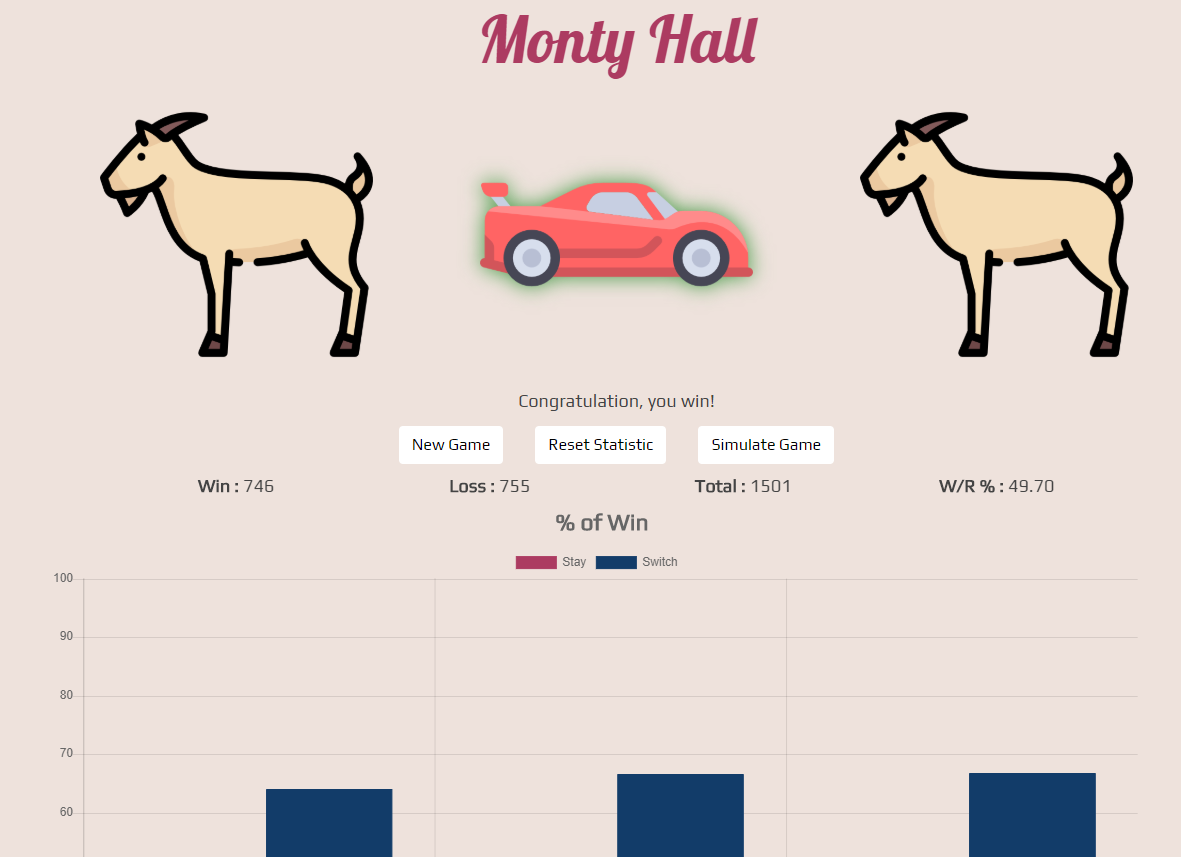 Monty Hall
Congratulation, you win!
New Game Reset Statistic Simulate Game
Win : 746 Loss : 755 Total : 1501 W/R % : 49.70
% of Win
Stay Switch
100
90
80
70
60